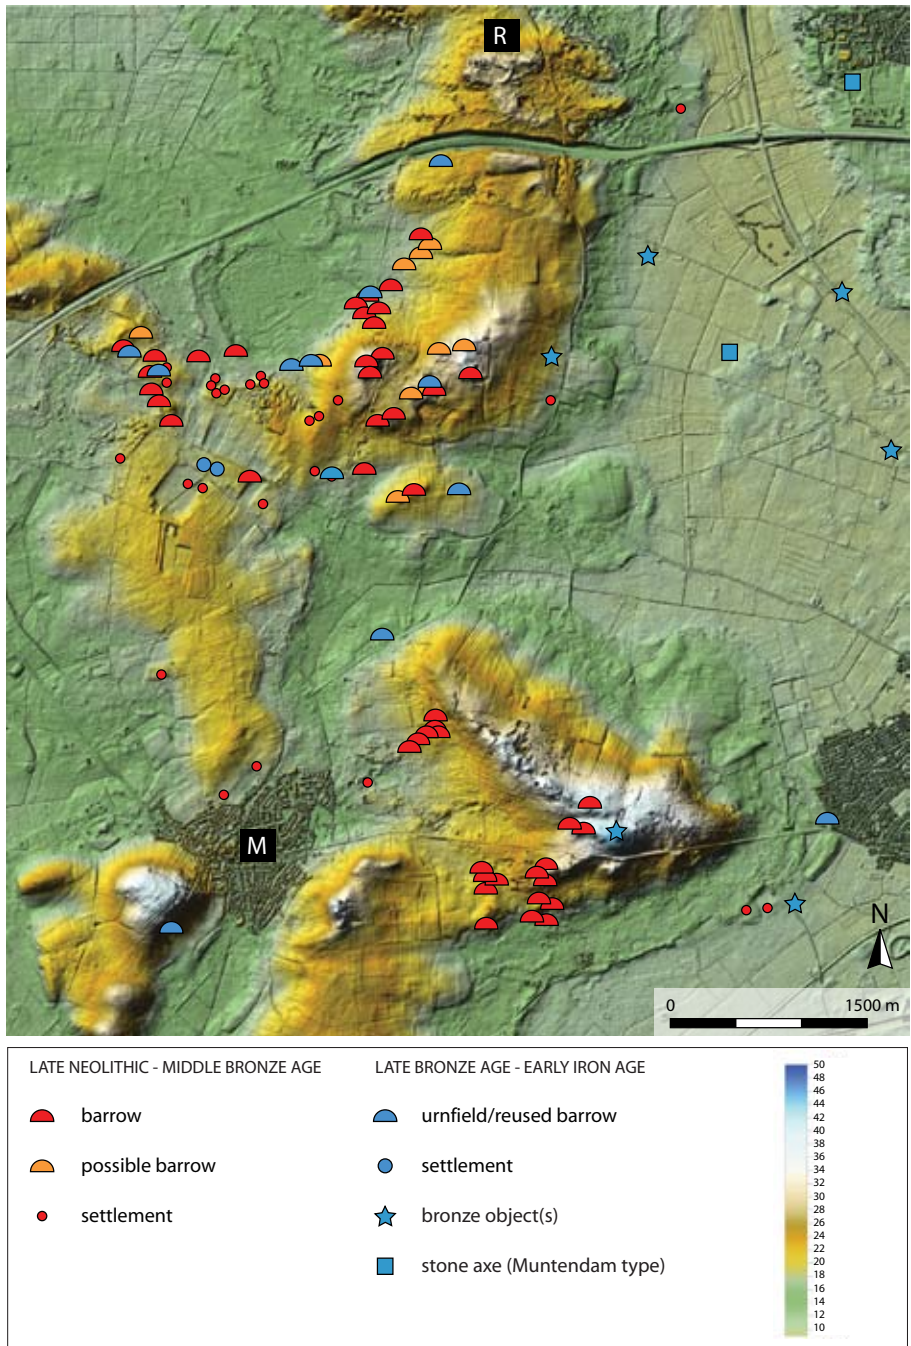 R
M
N
0 1500 m
LATE NEOLITHIC - MIDDLE BRONZE AGE
barrow
possible barrow
settlement
LATE BRONZE AGE - EARLY IRON AGE
urnfield/reused barrow
settlement
bronze object(s)
stone axe (Muntendam type)
50
48
46
44
42
40
38
36
34
32
30
28
26
24
22
20
18
16
14
12
10